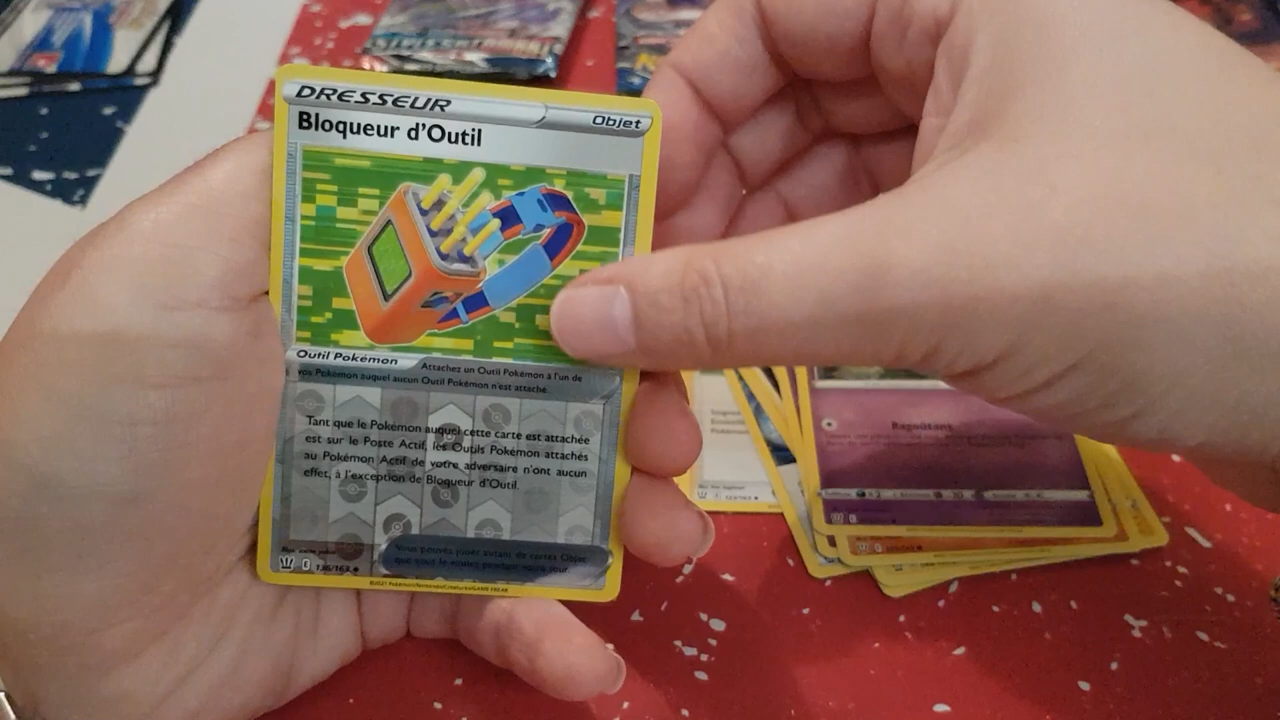 DRESSEUR
Objet
Bloqueur d'Outil
Outil Pokémon
Attachez un Outil Pokémon à l'un de
vos Pokémon auquel aucun Outil Pokémon n'est attaché.
Tant que le Pokémon auquel cette carte est attachée
est sur le Poste Actif, les Outils Pokémon attachés
au Pokémon Actif de votre adversaire n'ont aucun
effet, à l'exception de Bloqueur d'Outil.
Vous pouvez jouer autant de cartes Objet
que vous le voulez pendant votre tour.
136/163
©2021 Pokémon/Nintendo/Creatures/GAME FREAK
Ragoûtant